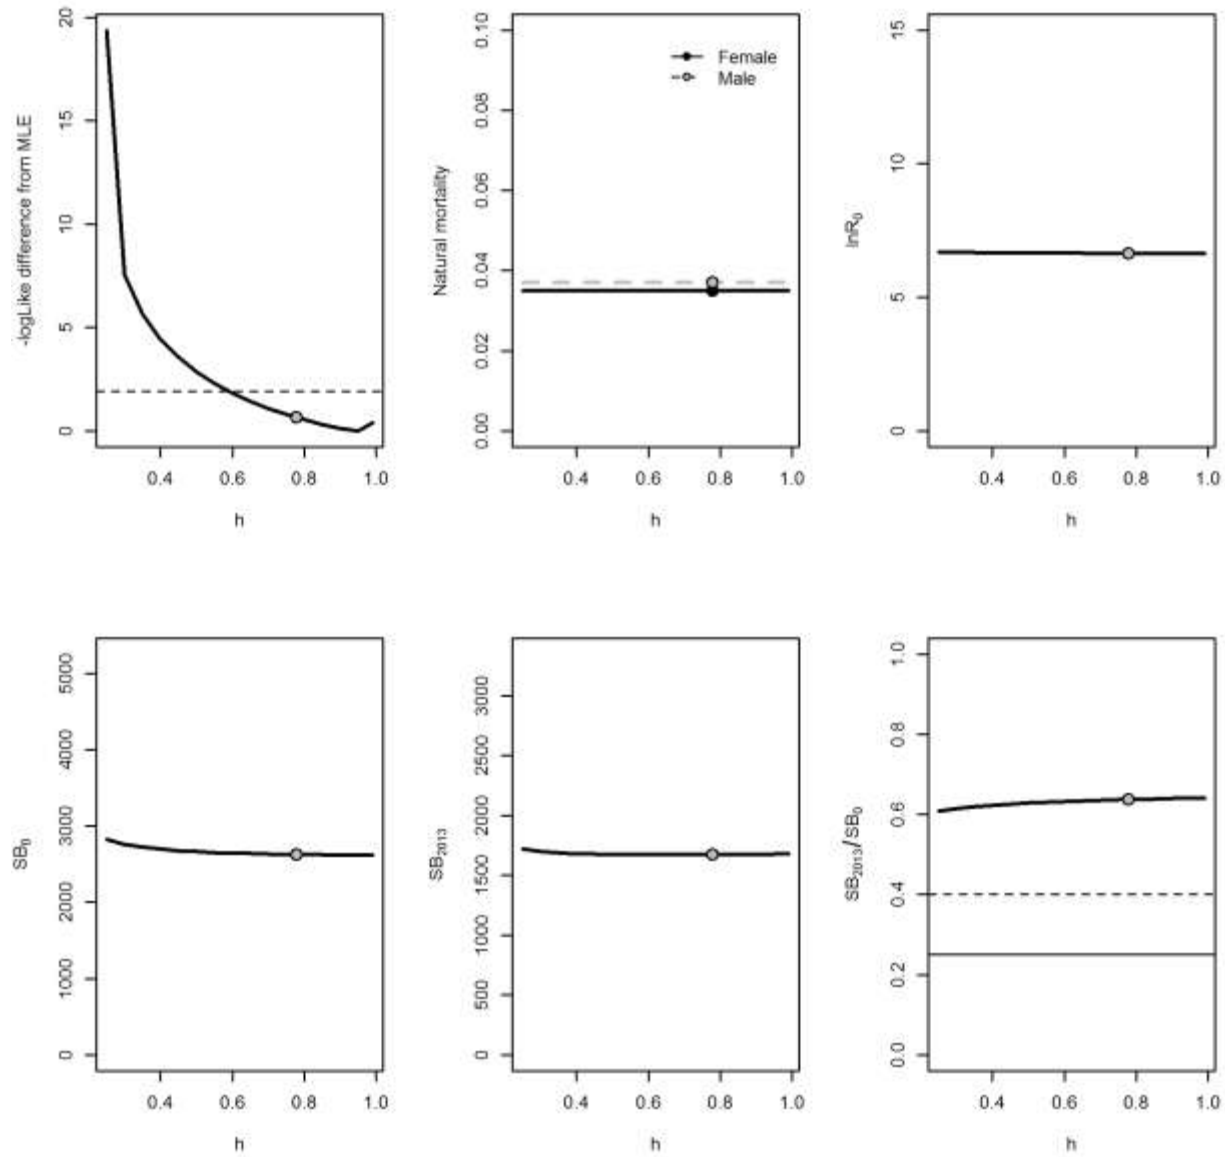 -logLike difference from MLE
20
15
10
5
0
0.4 0.6 0.8 1.0
h
Natural mortality
0.10
0.08
0.06
0.04
0.02
0.00
Female
Male
0.4 0.6 0.8 1.0
h
lnR₀
15
10
5
0
0.4 0.6 0.8 1.0
h
SB₀
5000
4000
3000
2000
1000
0
0.4 0.6 0.8 1.0
h
SB₂₀₁₃
3000
2500
2000
1500
1000
500
0
0.4 0.6 0.8 1.0
h
SB₂₀₁₃/SB₀
1.0
0.8
0.6
0.4
0.2
0.0
0.4 0.6 0.8 1.0
h